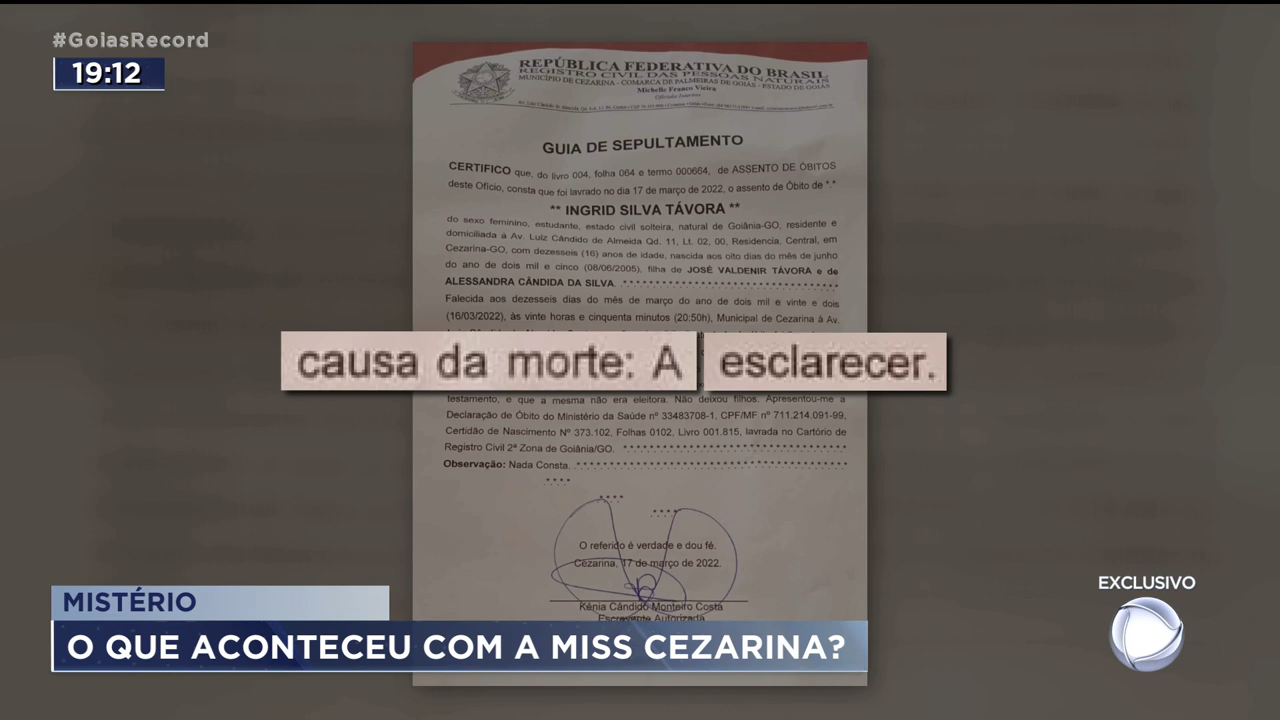 #GoiasRecord
19:12
REPÚBLICA FEDERATIVA DO BRASIL
REGISTRO CIVIL DAS PESSOAS NATURAIS
MUNICÍPIO DE CEZARINA - COMARCA DE PALMEIRAS DE GOIÁS - ESTADO DE GOIÁS
Michelle Franco Vieira
Oficiala Interina
GUIA DE SEPULTAMENTO
CERTIFICO que, do livro 004, folha 064 e termo 000664, de ASSENTO DE ÓBITOS
deste Ofício, consta que foi lavrado no dia 17 de março de 2022, o assento de Óbito de * *
** INGRID SILVA TÁVORA **
do sexo feminino, estudante, estado civil solteira, natural de Goiânia-GO, residente e
domiciliada à Av. Luiz Cândido de Almeida Qd. 11, Lt. 02, 00, Residencia, Central, em
Cezarina-GO, com dezesseis (16) anos de idade, nascida aos oito dias do mês de junho
do ano de dois mil e cinco (08/06/2005), filha de JOSÉ VALDENIR TÁVORA e de
ALESSANDRA CÂNDIDA DA SILVA.
Falecida aos dezesseis dias do mês de março do ano de dois mil e vinte e dois
(16/03/2022), às vinte horas e cinquenta minutos (20:50h), Municipal de Cezarina à Av.
causa da morte: A esclarecer.
testamento, e que a mesma não era eleitora. Não deixou filhos. Apresentou-me a
Declaração de Óbito do Ministério da Saúde nº 33483708-1, CPF/MF nº 711.214.091-99,
Certidão de Nascimento Nº 373.102, Folhas 0102, Livro 001.815, lavrada no Cartório de
Registro Civil 2ª Zona de Goiânia/GO.
Observação: Nada Consta.
O referido é verdade e dou fé.
Cezarina, 17 de março de 2022.
Kênia Cândido Monteiro Costa
Escrevente Autorizada
MISTÉRIO
O QUE ACONTECEU COM A MISS CEZARINA?
EXCLUSIVO